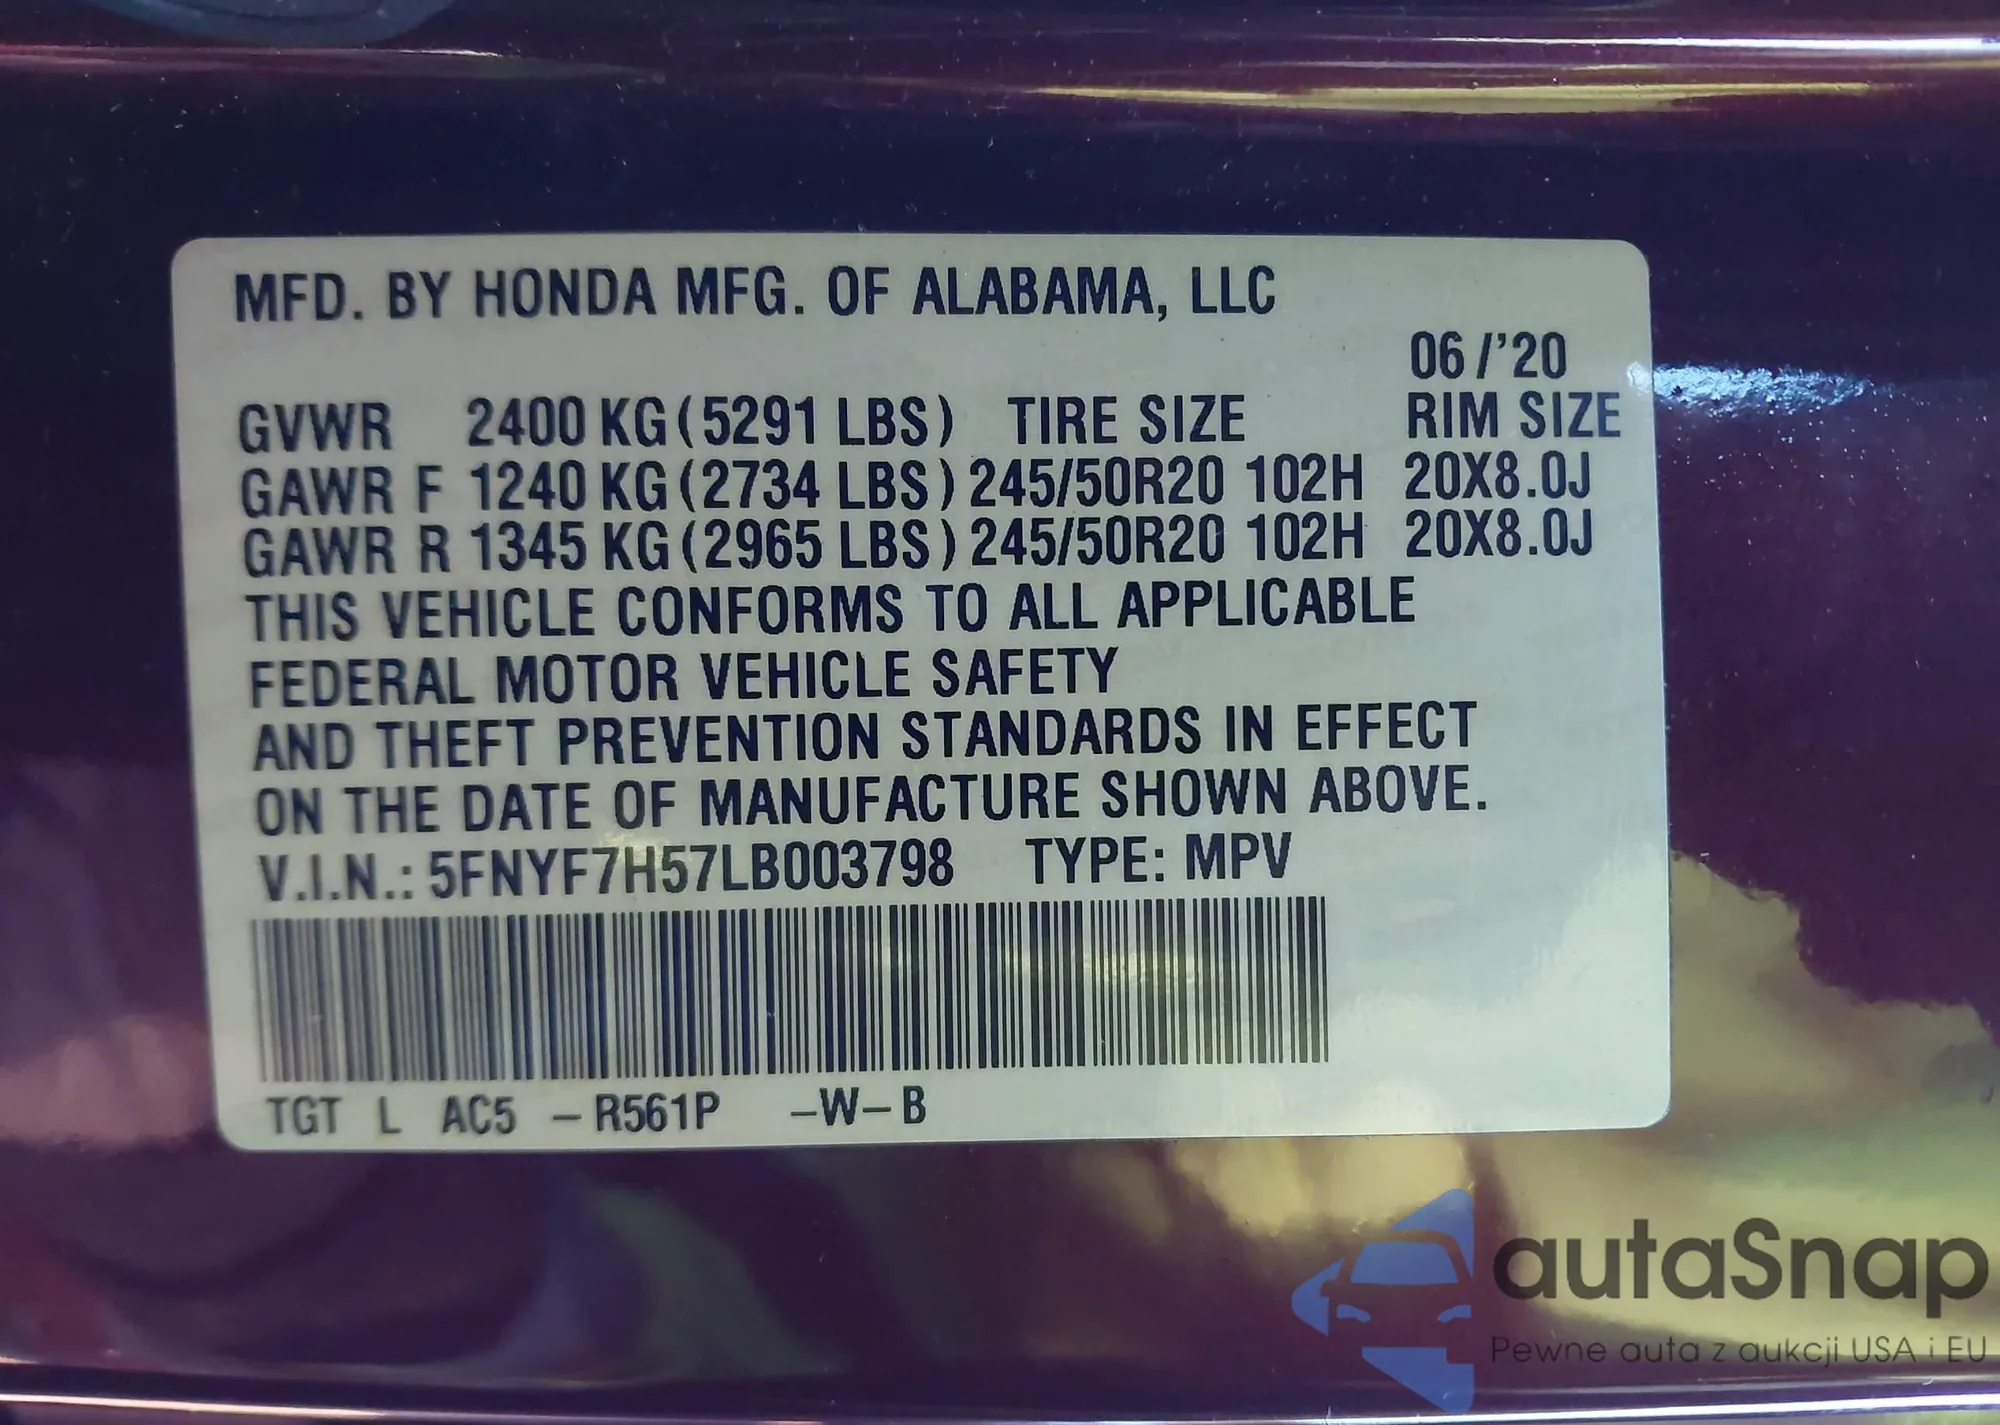 MFD. BY HONDA MFG. OF ALABAMA, LLC
06/'20
GVWR 2400 KG (5291 LBS) TIRE SIZE RIM SIZE
GAWR F 1240 KG (2734 LBS) 245/50R20 102H 20X8.0J
GAWR R 1345 KG (2965 LBS) 245/50R20 102H 20X8.0J
THIS VEHICLE CONFORMS TO ALL APPLICABLE
FEDERAL MOTOR VEHICLE SAFETY
AND THEFT PREVENTION STANDARDS IN EFFECT
ON THE DATE OF MANUFACTURE SHOWN ABOVE.
V.I.N.: 5FNYF7H57LB003798 TYPE: MPV
TGT L AC5 –R561P –W–B
autaSnap
Pewne auta z aukcji USA i EU